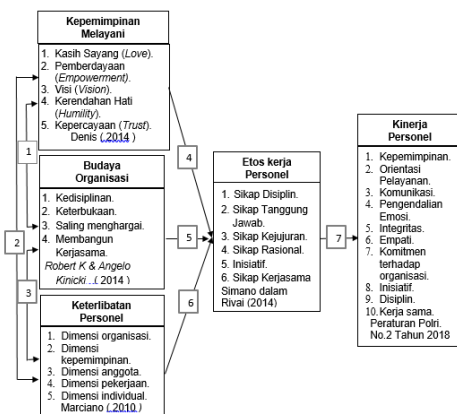 Kepemimpinan
Melayani
1. Kasih Sayang (Love).
2. Pemberdayaan
(Empowerment).
3. Visi (Vision).
4. Kerendahan Hati
(Humility).
5. Kepercayaan (Trust).
Denis (.2014 )
1
2
3
Budaya
Organisasi
1. Kedisiplinan.
2. Keterbukaan.
3. Saling menghargai.
4. Membangun
Kerjasama.
Robert K & Angelo
Kinicki ..( 2014 )
Keterlibatan
Personel
1. Dimensi organisasi.
2. Dimensi
kepemimpinan.
3. Dimensi anggota.
4. Dimensi pekerjaan.
5. Dimensi individual.
Marciano (.2010.)
4
5
6
Etos kerja
Personel
1. Sikap Disiplin.
2. Sikap Tanggung
Jawab.
3. Sikap Kejujuran.
4. Sikap Rasional.
5. Inisiatif.
6. Sikap Kerjasama
Simano dalam
Rivai (2014)
7
Kinerja
Personel
1. Kepemimpinan.
2. Orientasi
Pelayanan.
3. Komunikasi.
4. Pengendalian
Emosi.
5. Integritas.
6. Empati.
7. Komitmen
terhadap
organisasi.
8. Inisiatif.
9. Disiplin.
10. Kerja sama.
Peraturan Polri.
No.2 Tahun 2018